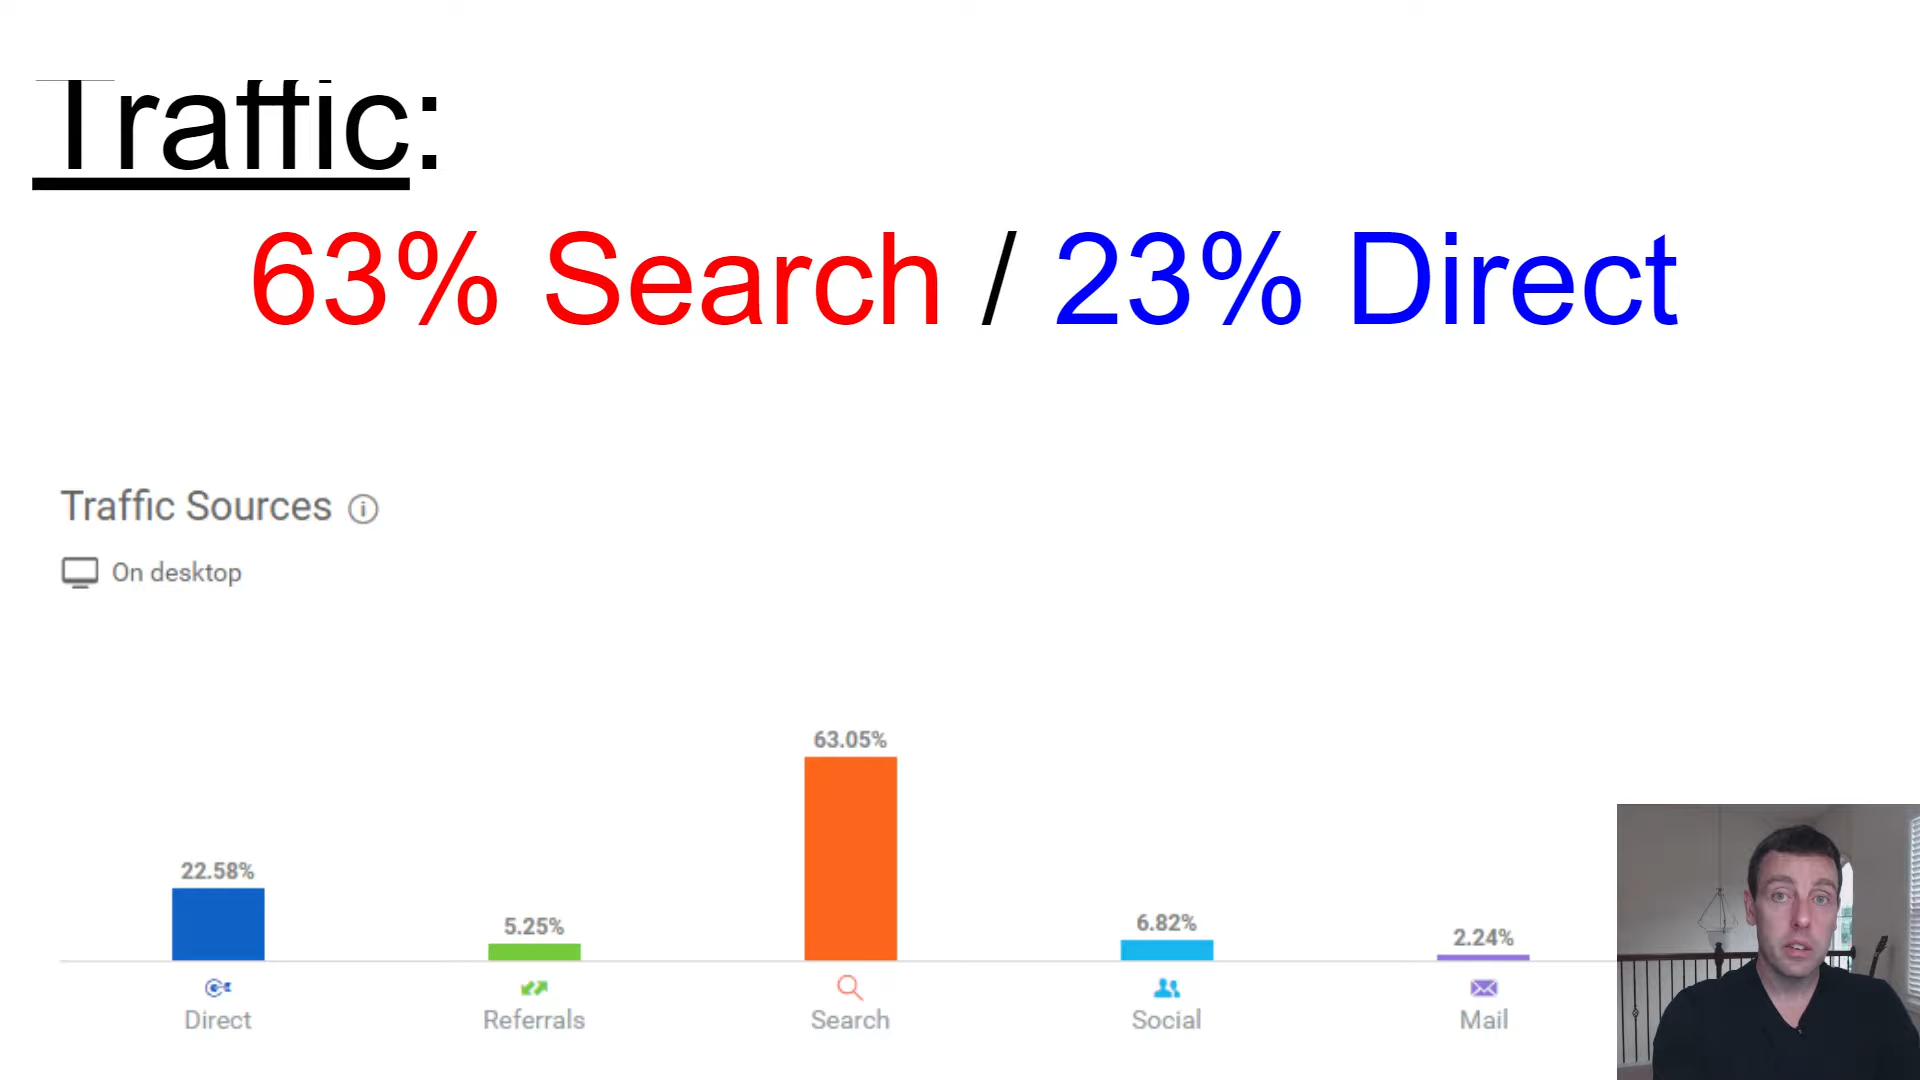 Traffic:
63% Search / 23% Direct
Traffic Sources
On desktop
63.05%
22.58%
5.25%
6.82%
2.24%
Direct
Referrals
Search
Social
Mail